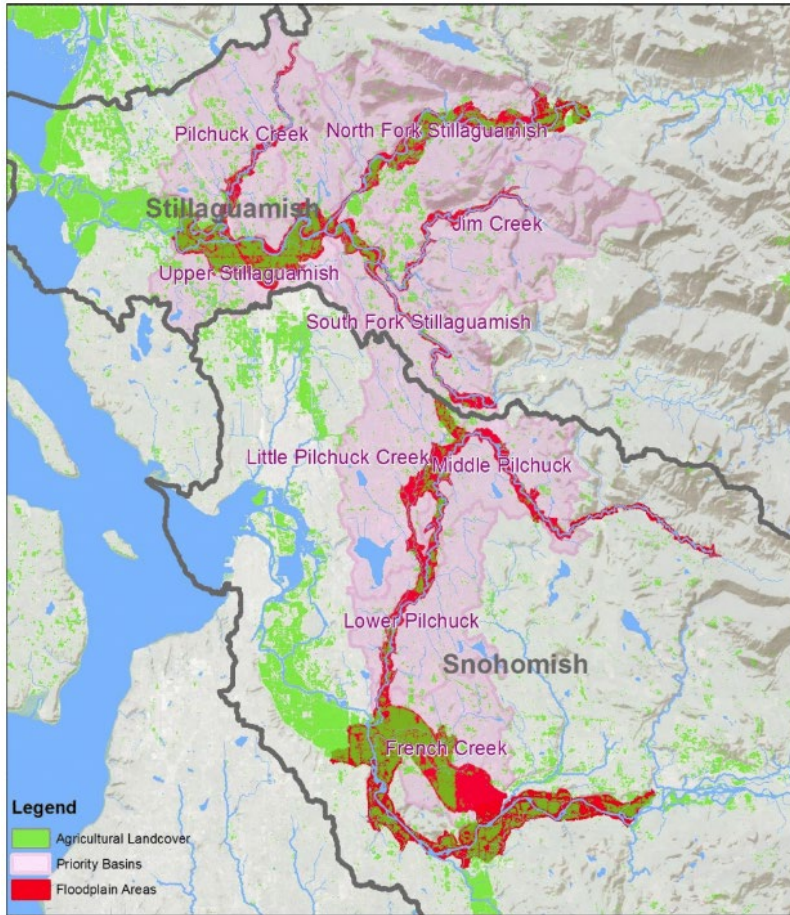 Pilchuck Creek
North Fork Stillaguamish
Stillaguamish
Jim Creek
Upper Stillaguamish
South Fork Stillaguamish
Little Pilchuck Creek
Middle Pilchuck
Lower Pilchuck
Snohomish
French Creek
Legend
Agricultural Landcover
Priority Basins
Floodplain Areas